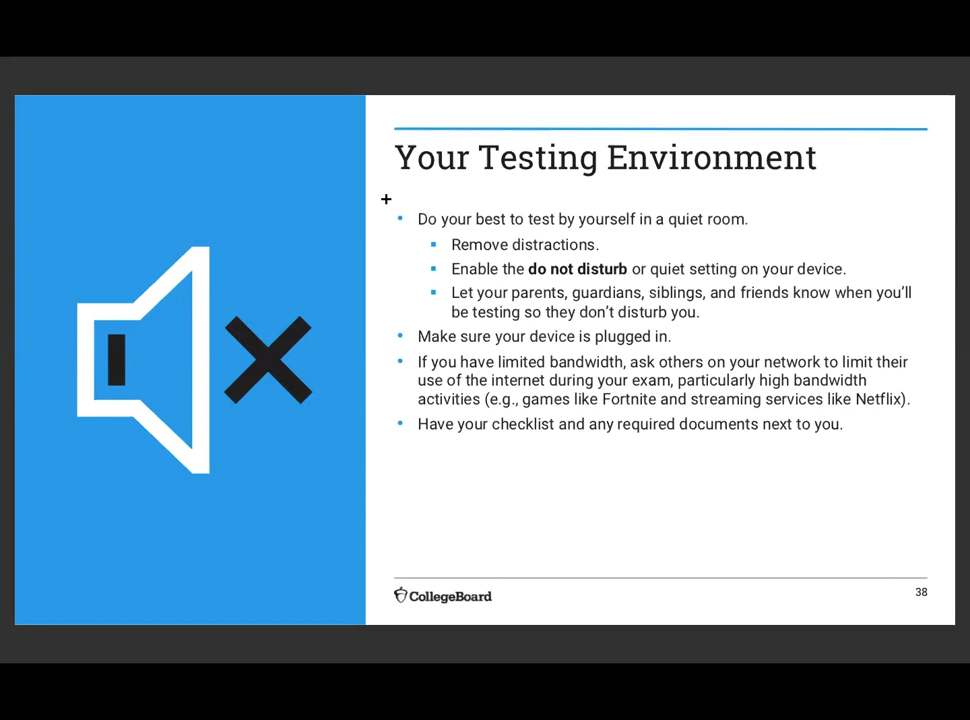 Your Testing Environment
• Do your best to test by yourself in a quiet room.
▪ Remove distractions.
▪ Enable the do not disturb or quiet setting on your device.
▪ Let your parents, guardians, siblings, and friends know when you’ll
be testing so they don’t disturb you.
• Make sure your device is plugged in.
• If you have limited bandwidth, ask others on your network to limit their
use of the internet during your exam, particularly high bandwidth
activities (e.g., games like Fortnite and streaming services like Netflix).
• Have your checklist and any required documents next to you.
CollegeBoard
38